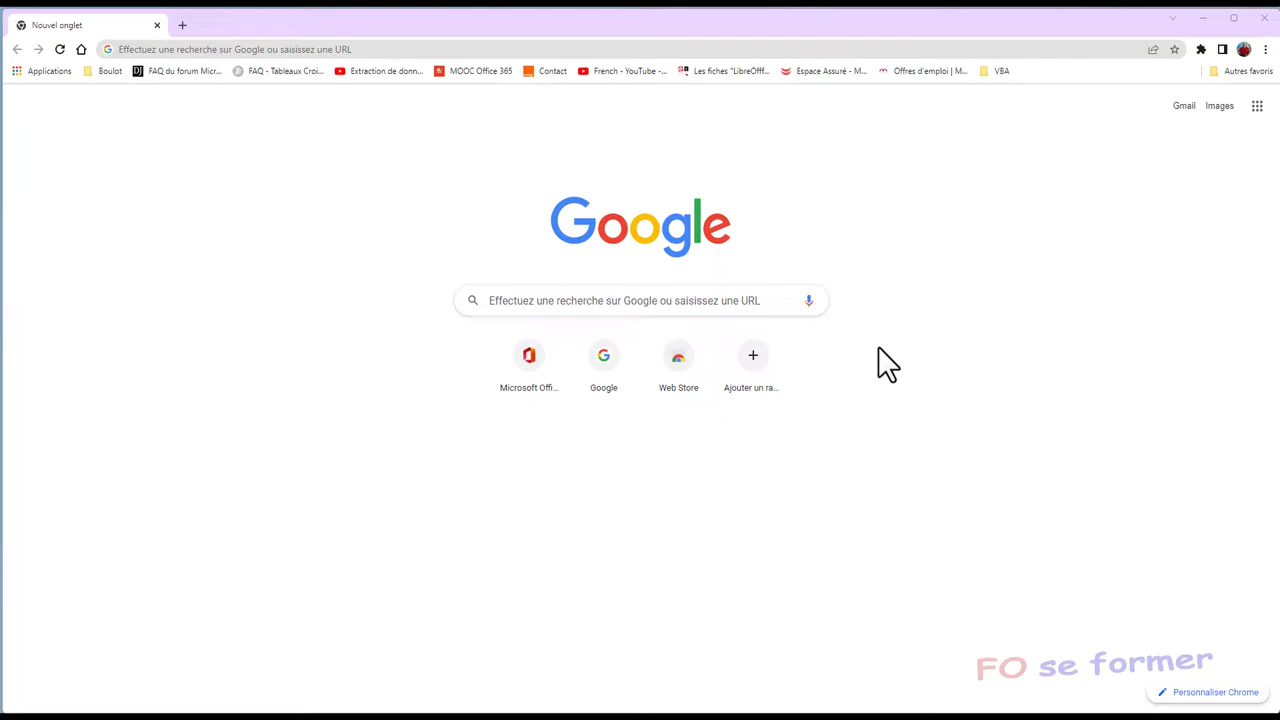 Nouvel onglet
Effectuez une recherche sur Google ou saisissez une URL
Applications Boulot FAQ du forum Micr... FAQ - Tableaux Croi... Extraction de donn... MOOC Office 365 Contact French - YouTube -... Les fiches "LibreOfff... Espace Assuré - M... Offres d'emploi | M... VBA Autres favoris
Gmail Images
Google
Effectuez une recherche sur Google ou saisissez une URL
Microsoft Offi... Google Web Store Ajouter un ra...
FO se former
Personnaliser Chrome